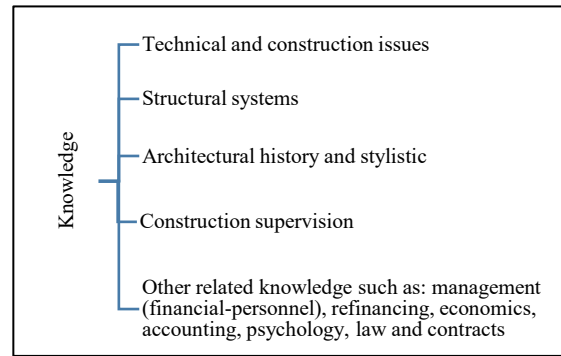 Knowledge
Technical and construction issues
Structural systems
Architectural history and stylistic
Construction supervision
Other related knowledge such as: management
(financial-personnel), refinancing, economics,
accounting, psychology, law and contracts